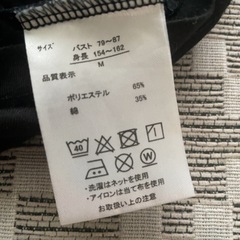 サイズ バスト 79~87
身長 154~162
M
品質表示
ポリエステル 65%
綿 35%
40
W
※洗濯はネットを使用
※アイロンは当て布を使用
お取扱い上の注意